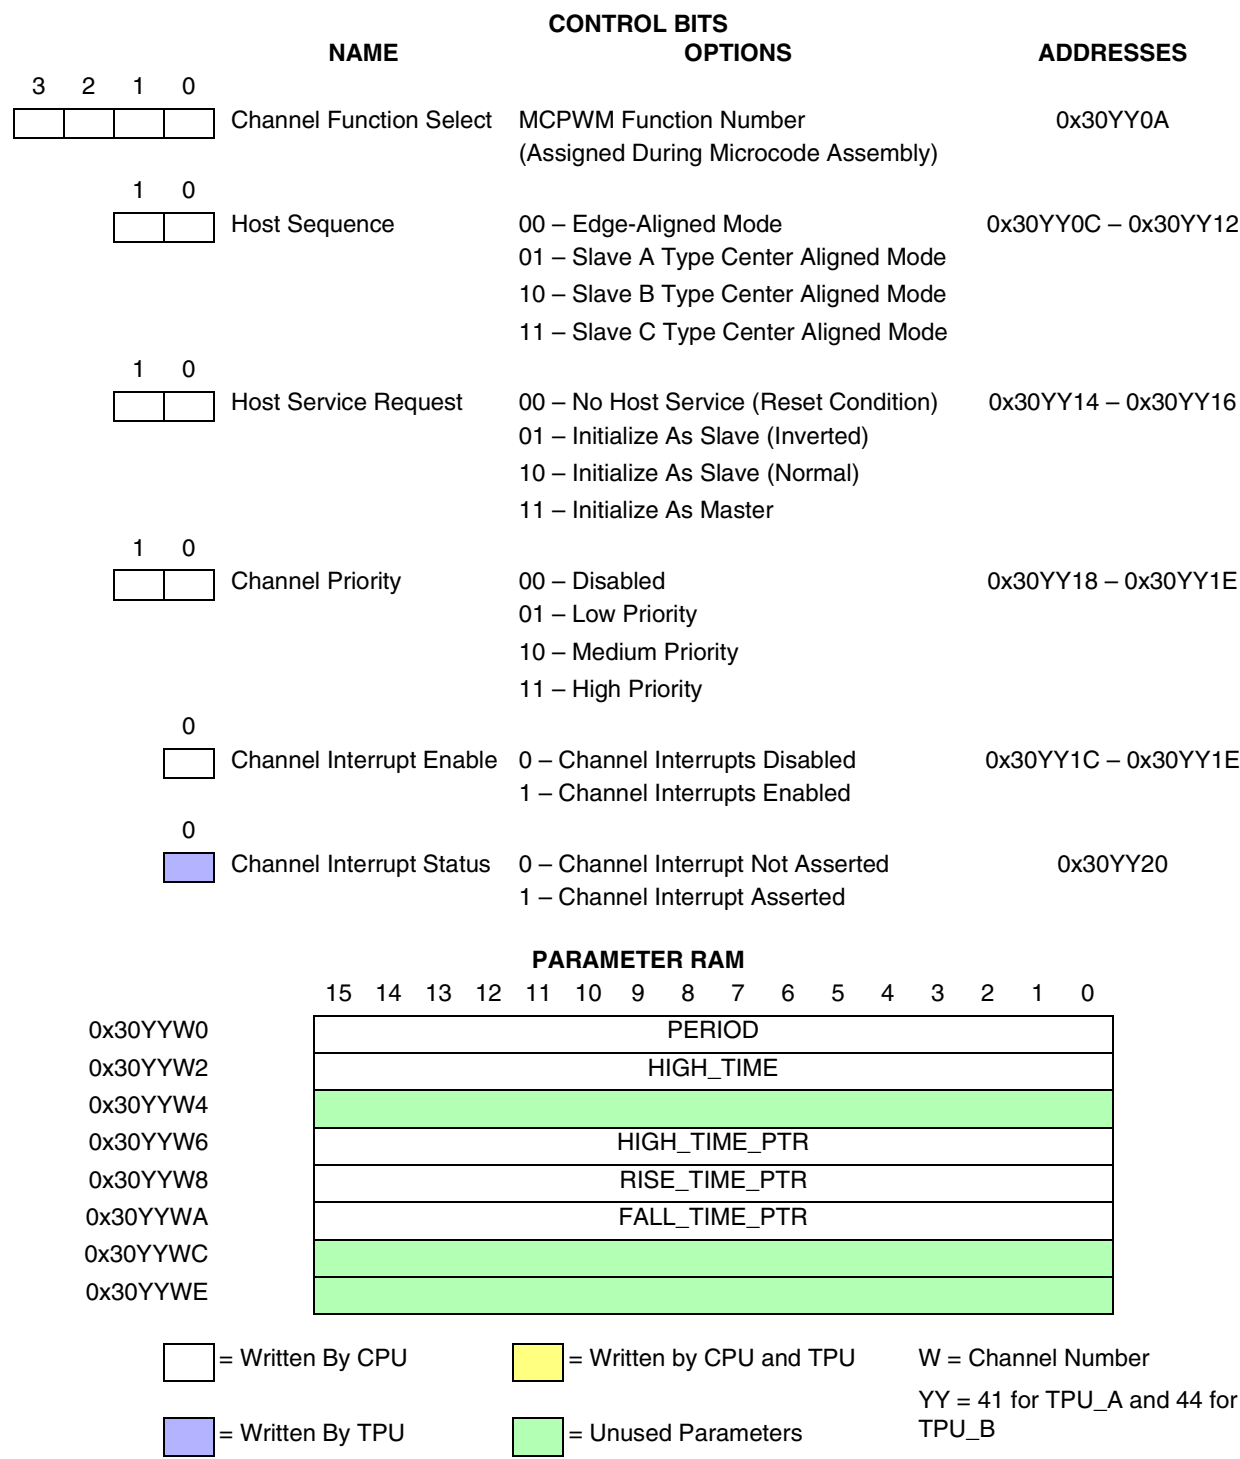 CONTROL BITS
NAME OPTIONS ADDRESSES
3 2 1 0
Channel Function Select MCPWM Function Number 0x30YY0A
(Assigned During Microcode Assembly)
1 0
Host Sequence 00 – Edge-Aligned Mode 0x30YY0C – 0x30YY12
01 – Slave A Type Center Aligned Mode
10 – Slave B Type Center Aligned Mode
11 – Slave C Type Center Aligned Mode
1 0
Host Service Request 00 – No Host Service (Reset Condition) 0x30YY14 – 0x30YY16
01 – Initialize As Slave (Inverted)
10 – Initialize As Slave (Normal)
11 – Initialize As Master
1 0
Channel Priority 00 – Disabled 0x30YY18 – 0x30YY1E
01 – Low Priority
10 – Medium Priority
11 – High Priority
0
Channel Interrupt Enable 0 – Channel Interrupts Disabled 0x30YY1C – 0x30YY1E
1 – Channel Interrupts Enabled
0
Channel Interrupt Status 0 – Channel Interrupt Not Asserted 0x30YY20
1 – Channel Interrupt Asserted
PARAMETER RAM
15 14 13 12 11 10 9 8 7 6 5 4 3 2 1 0
0x30YYW0 PERIOD
0x30YYW2 HIGH_TIME
0x30YYW4
0x30YYW6 HIGH_TIME_PTR
0x30YYW8 RISE_TIME_PTR
0x30YYWA FALL_TIME_PTR
0x30YYWC
0x30YYWE
= Written By CPU = Written by CPU and TPU W = Channel Number
YY = 41 for TPU_A and 44 for
= Written By TPU = Unused Parameters TPU_B